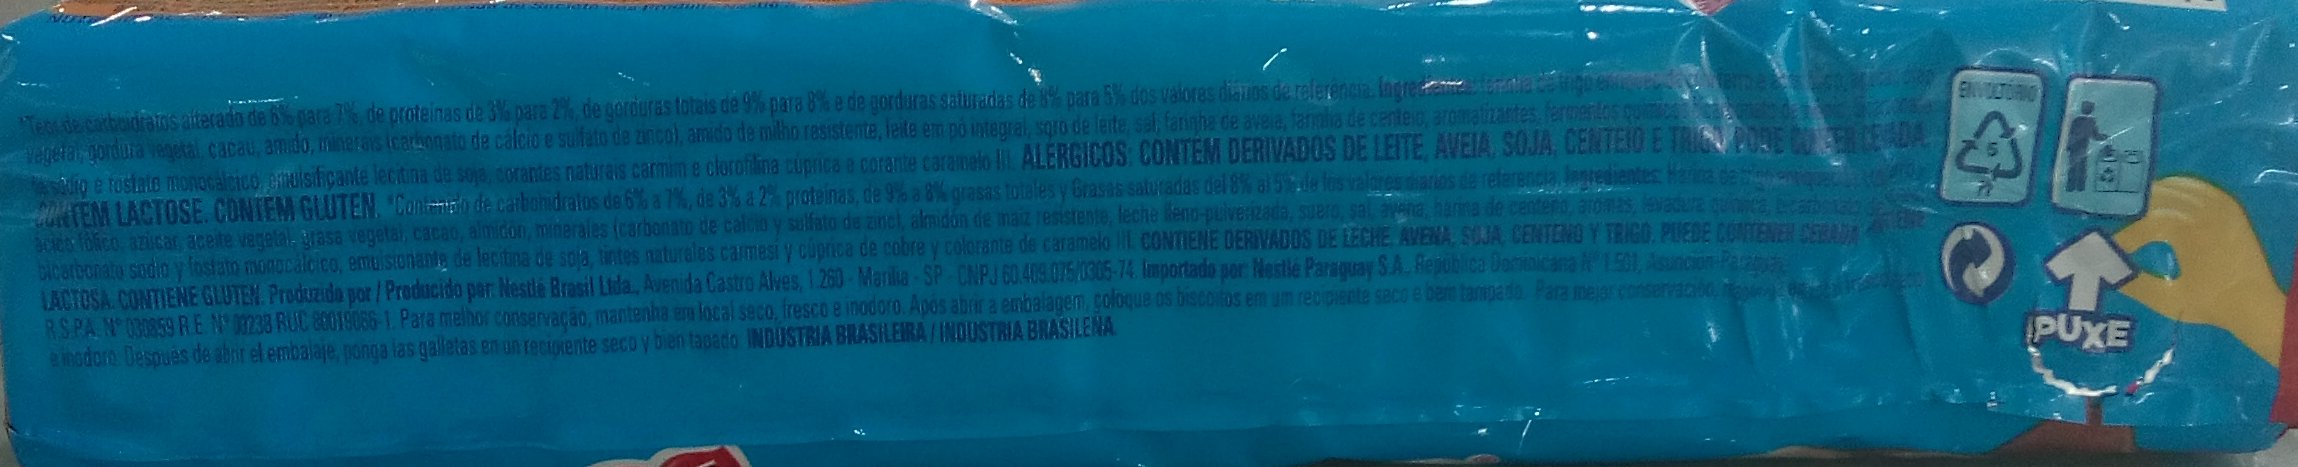 *Teor de carboidratos alterado de 6% para 7%, de proteínas de 3% para 2%, de gorduras totais de 9% para 8% e de gorduras saturadas de 8% para 5% dos valores diários de referência. Ingredientes: farinha de trigo
vegetal, gordura vegetal, cacau, amido, minerais (carbonato de cálcio e sulfato de zinco), amido de milho resistente, leite em pó integral, soro de leite, sal, farinha de aveia, farinha de centeio, aromatizantes, fermentos químicos
de sódio e fosfato monocálcico, emulsificante lecitina de soja, corantes naturais carmim e clorofilina cúprica e corante caramelo III. ALÉRGICOS: CONTÉM DERIVADOS DE LEITE, AVEIA, SOJA, CENTEIO E TRIGO. PODE CONTER CEVADA.
CONTÉM LACTOSE. CONTÉM GLÚTEN. *Contenido de carbohidratos de 6% a 7%, de 3% a 2% proteínas, de 9% a 8% grasas totales y Grasas saturadas del 8% al 5% de los valores diarios de referencia. Ingredientes: Harina de
ácido fólico, azúcar, aceite vegetal, grasa vegetal, cacao, almidón, minerales (carbonato de calcio y sulfato de zinc), almidón de maíz resistente, leche lleno-pulverizada, suero, sal, avena, harina de centeno, aromas, levadura química, bicarbonato de
bicarbonato sodio y fosfato monocálcico, emulsionante de lecitina de soja, tintes naturales carmesí y cúprica de cobre y colorante de caramelo III. CONTIENE DERIVADOS DE LECHE, AVENA, SOJA, CENTENO Y TRIGO. PUEDE CONTENER CEBADA
LACTOSA. CONTIENE GLUTEN. Produzido por / Producido por: Nestlé Brasil Ltda., Avenida Castro Alves, 1.260 - Marília - SP - CNPJ 60.409.075/0305-74. Importado por: Nestlé Paraguay S.A., República Dominicana N° 1.531, Asunción-Paraguay
R.S.P.A. N° 030859 R.E. N° 00238 RUC 80019066-1. Para melhor conservação, mantenha em local seco, fresco e inodoro. Após abrir a embalagem, coloque os biscoitos em um recipiente seco e bem tampado. Para mejor conservación,
e inodoro. Despues de abrir el embalaje, ponga las galletas en un recipiente seco y bien tapado. INDÚSTRIA BRASILEIRA / INDUSTRIA BRASILEÑA.
ENVOLTÓRIO
5
PUXE